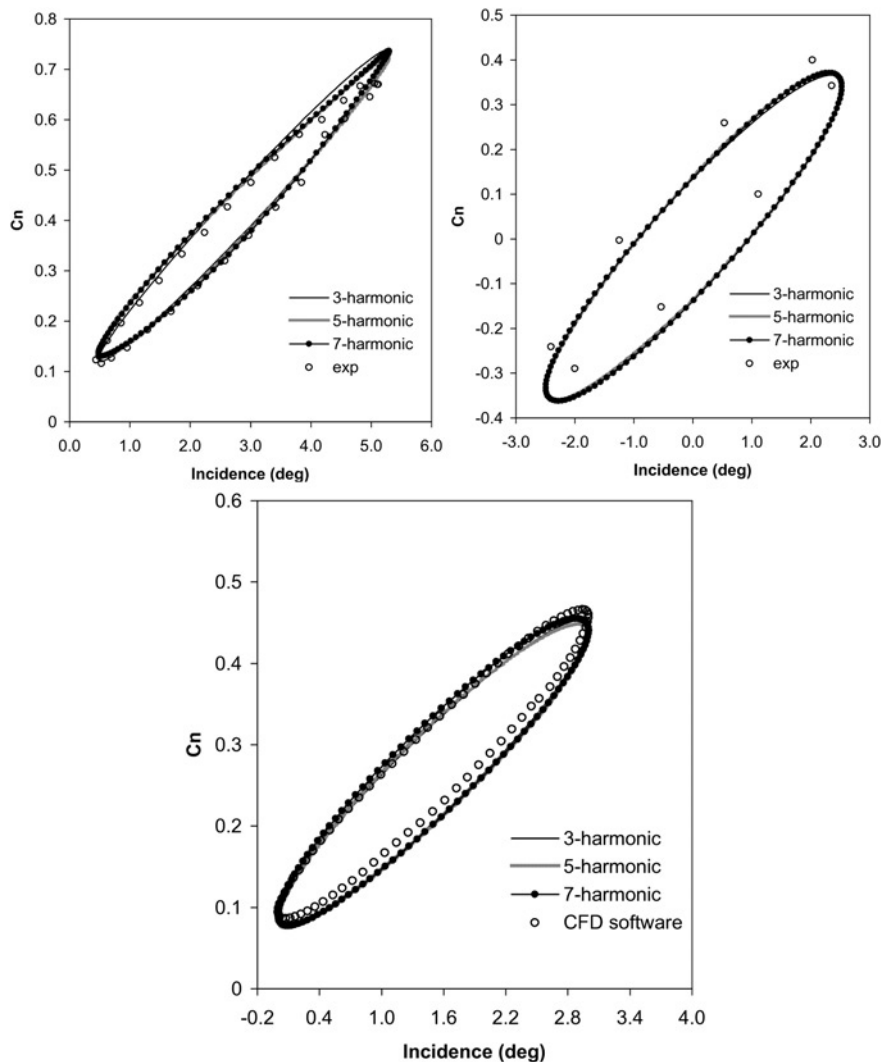 0.8
0.7
0.6
0.5
0.4
0.3
0.2
0.1
0
Cn
0.0 1.0 2.0 3.0 4.0 5.0 6.0
Incidence (deg)
3-harmonic
5-harmonic
7-harmonic
exp
0.5
0.4
0.3
0.2
0.1
0
-0.1
-0.2
-0.3
-0.4
Cn
-3.0 -2.0 -1.0 0.0 1.0 2.0 3.0
Incidence (deg)
3-harmonic
5-harmonic
7-harmonic
exp
0.6
0.5
0.4
0.3
0.2
0.1
0
Cn
-0.2 0.4 1.0 1.6 2.2 2.8 3.4 4.0
Incidence (deg)
3-harmonic
5-harmonic
7-harmonic
CFD software